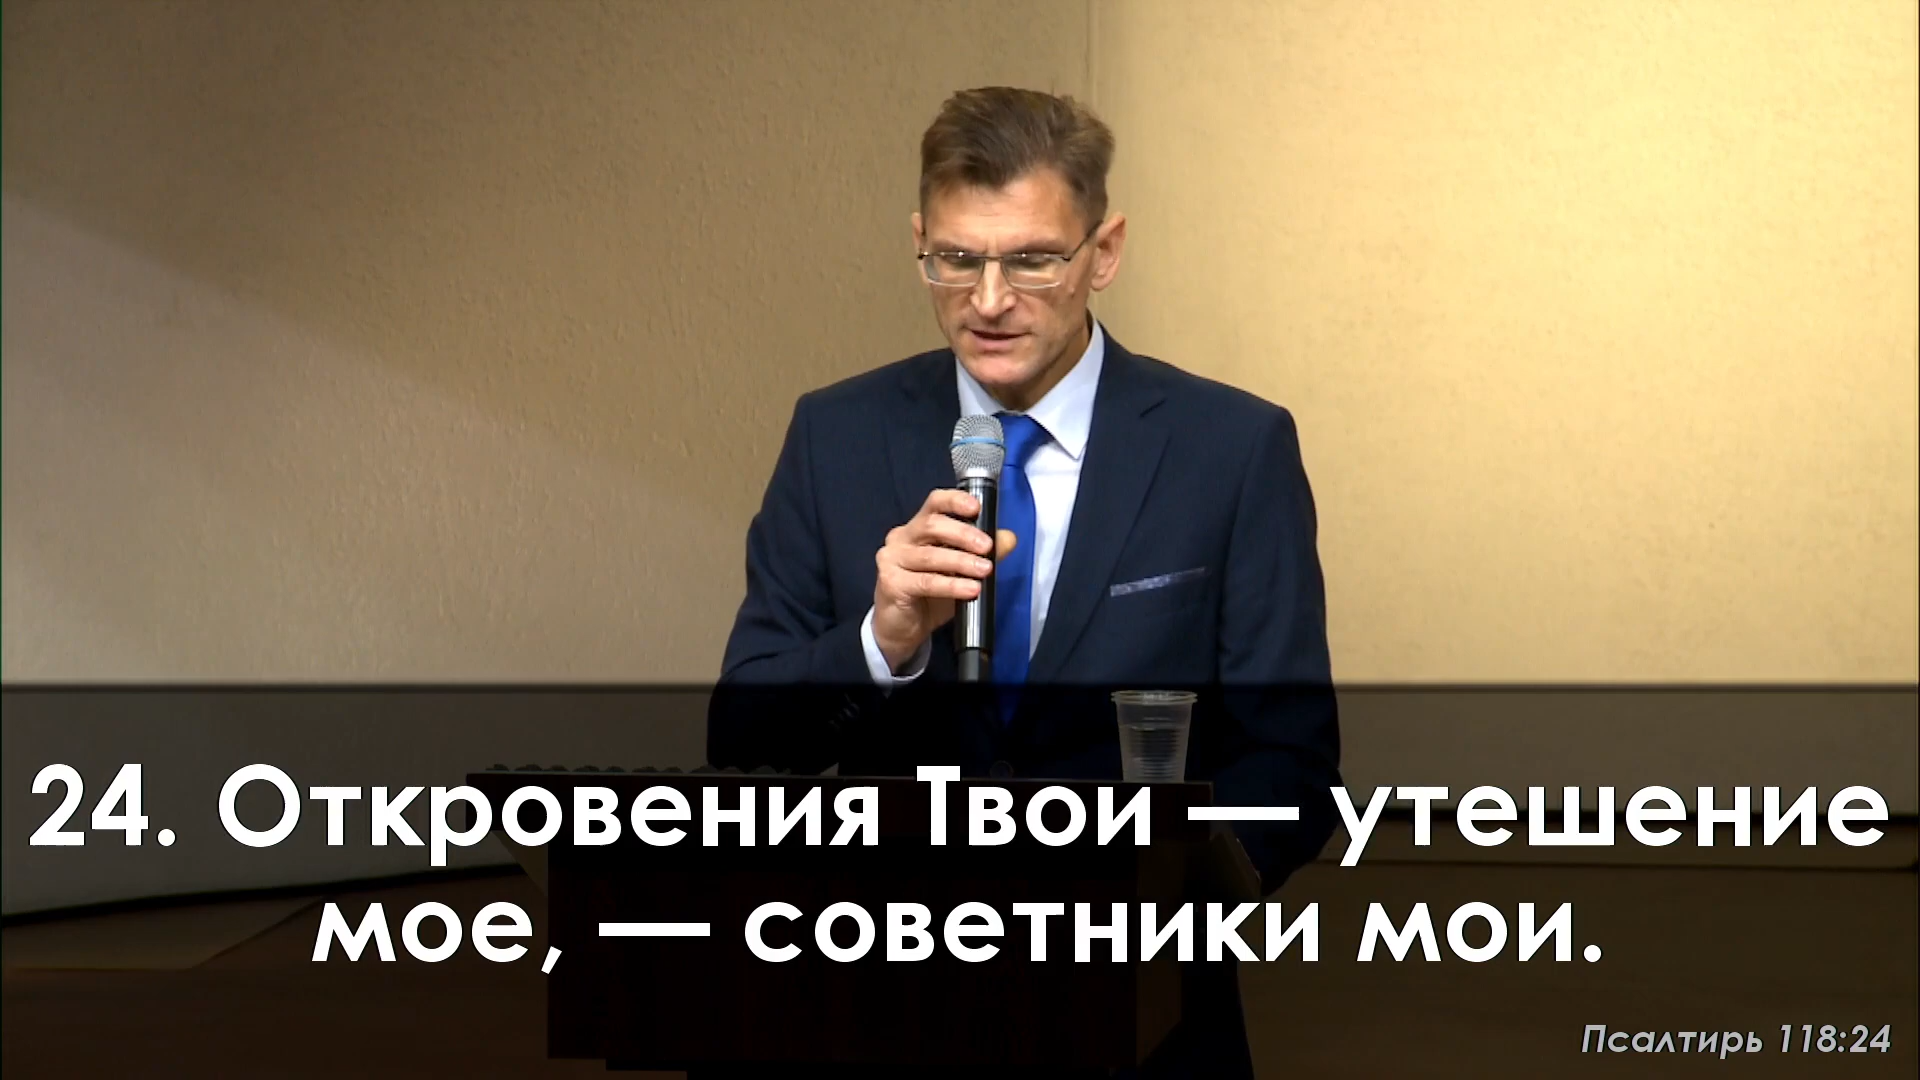 24. Откровения Твои — утешение
мое, — советники мои.
Псалтирь 118:24